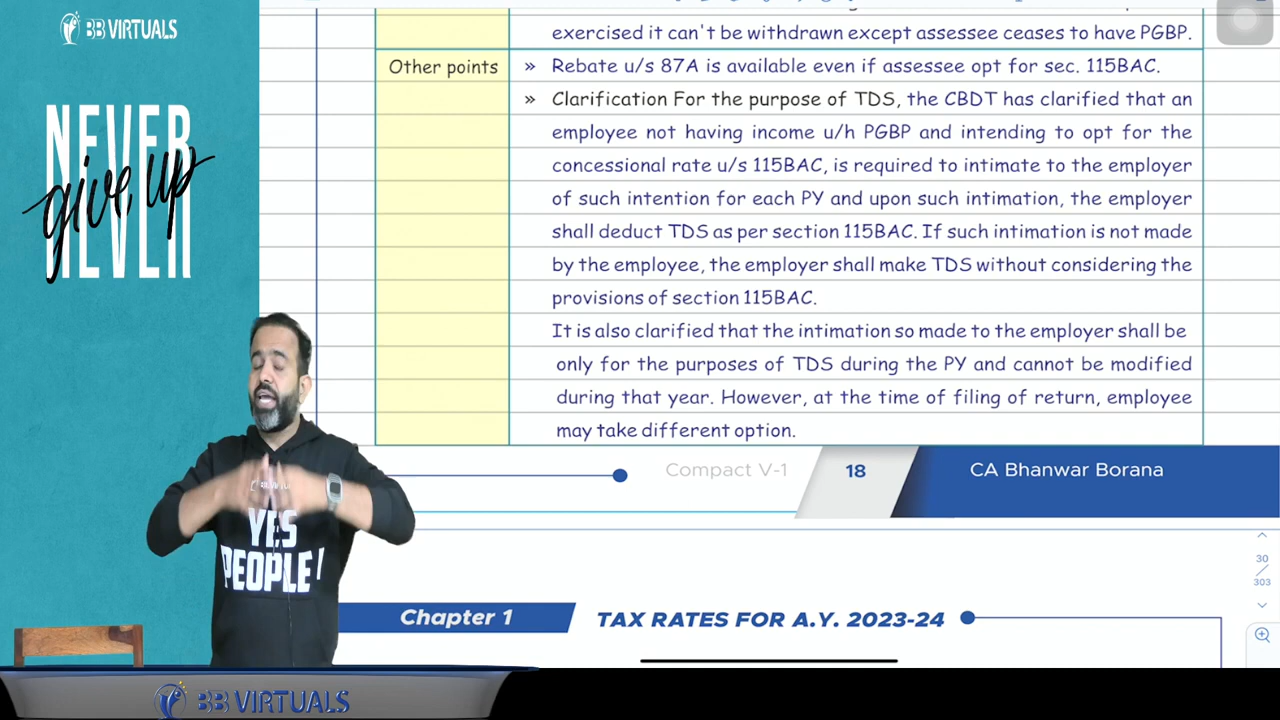 BB VIRTUALS
NEVER
give up
NEVER
exercised it can't be withdrawn except assessee ceases to have PGBP.
Other points
» Rebate u/s 87A is available even if assessee opt for sec. 115BAC.
» Clarification For the purpose of TDS, the CBDT has clarified that an
employee not having income u/h PGBP and intending to opt for the
concessional rate u/s 115BAC, is required to intimate to the employer
of such intention for each PY and upon such intimation, the employer
shall deduct TDS as per section 115BAC. If such intimation is not made
by the employee, the employer shall make TDS without considering the
provisions of section 115BAC.
It is also clarified that the intimation so made to the employer shall be
only for the purposes of TDS during the PY and cannot be modified
during that year. However, at the time of filing of return, employee
may take different option.
Compact V-1
18
CA Bhanwar Borana
YES
PEOPLE!
30
303
Chapter 1
TAX RATES FOR A.Y. 2023-24
BB VIRTUALS